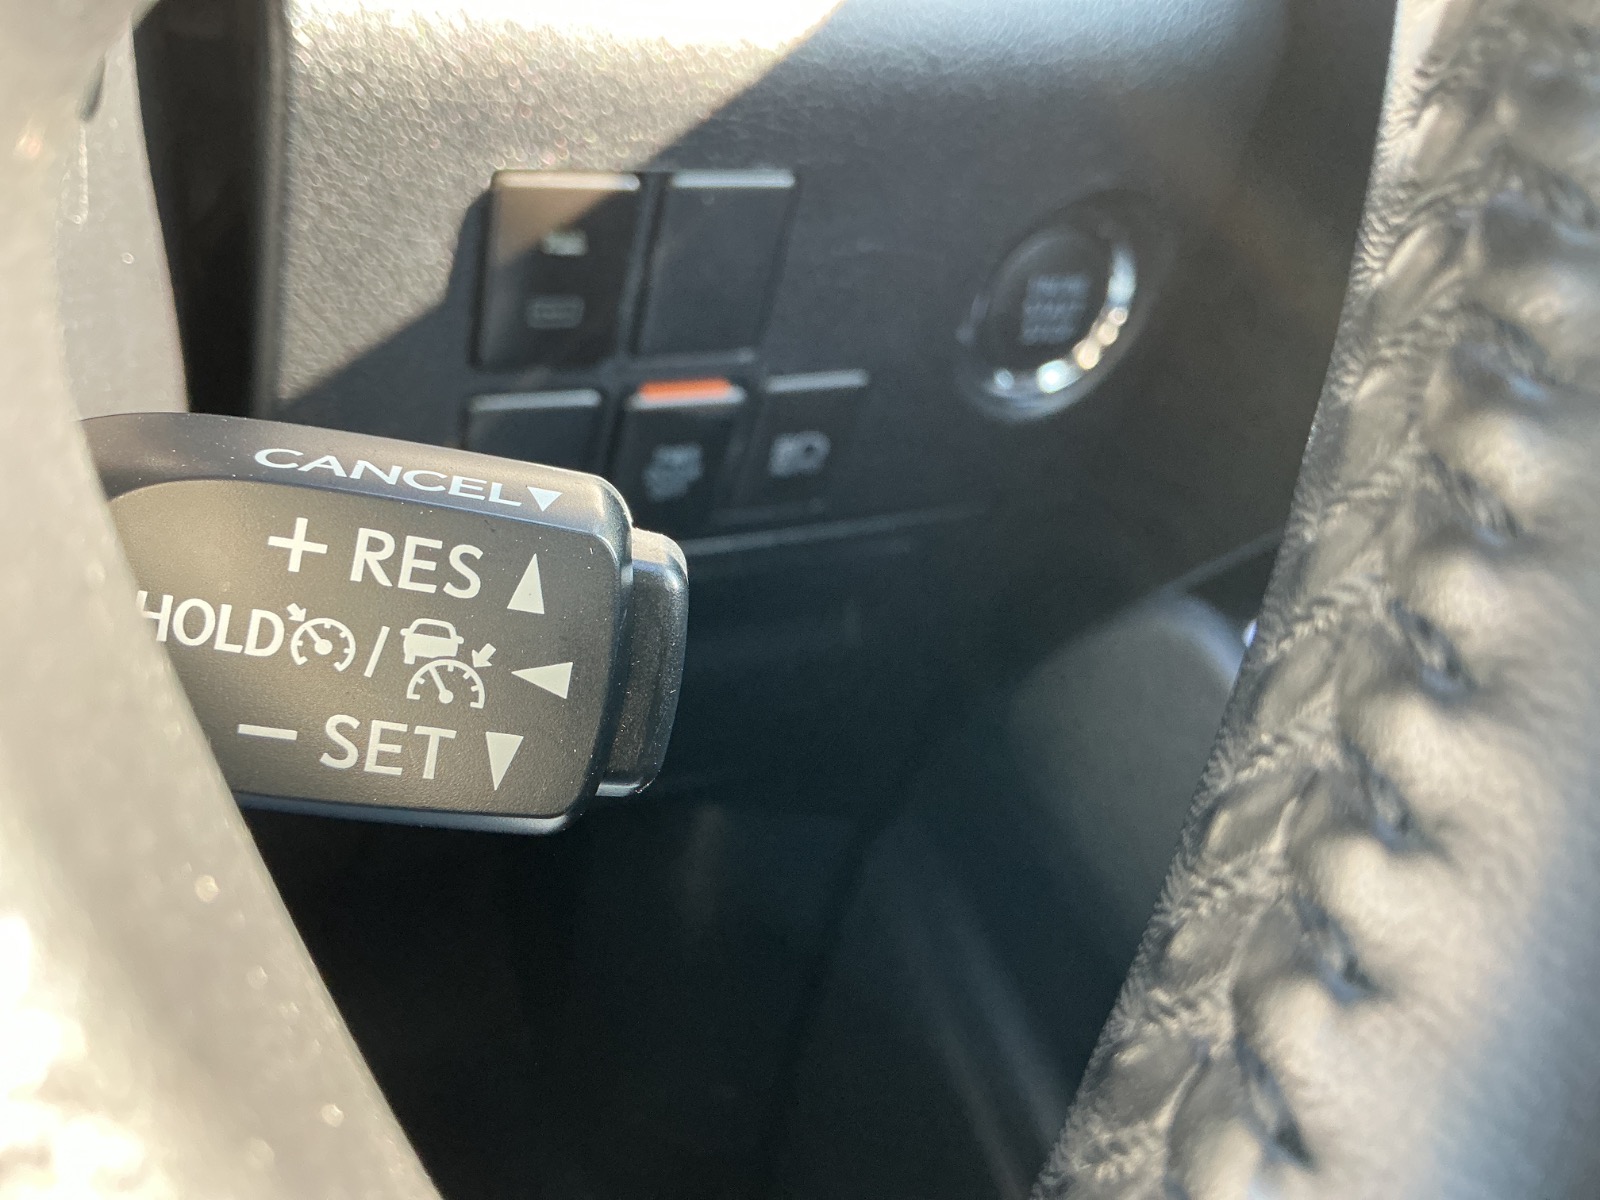 CANCEL▼
+ RES ▲
HOLD / ◀
− SET ▼